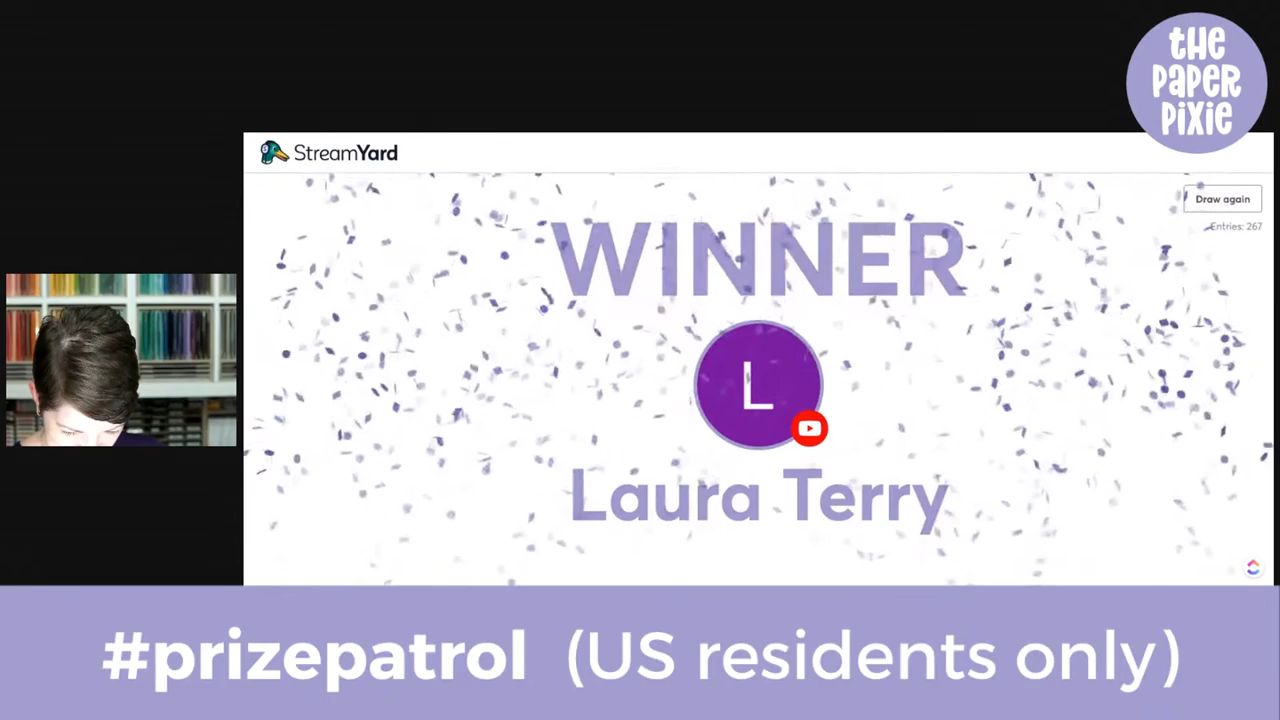 the
PAPER
PiXiE
StreamYard
Draw again
Entries: 267
WINNER
L
Laura Terry
#prizepatrol (US residents only)